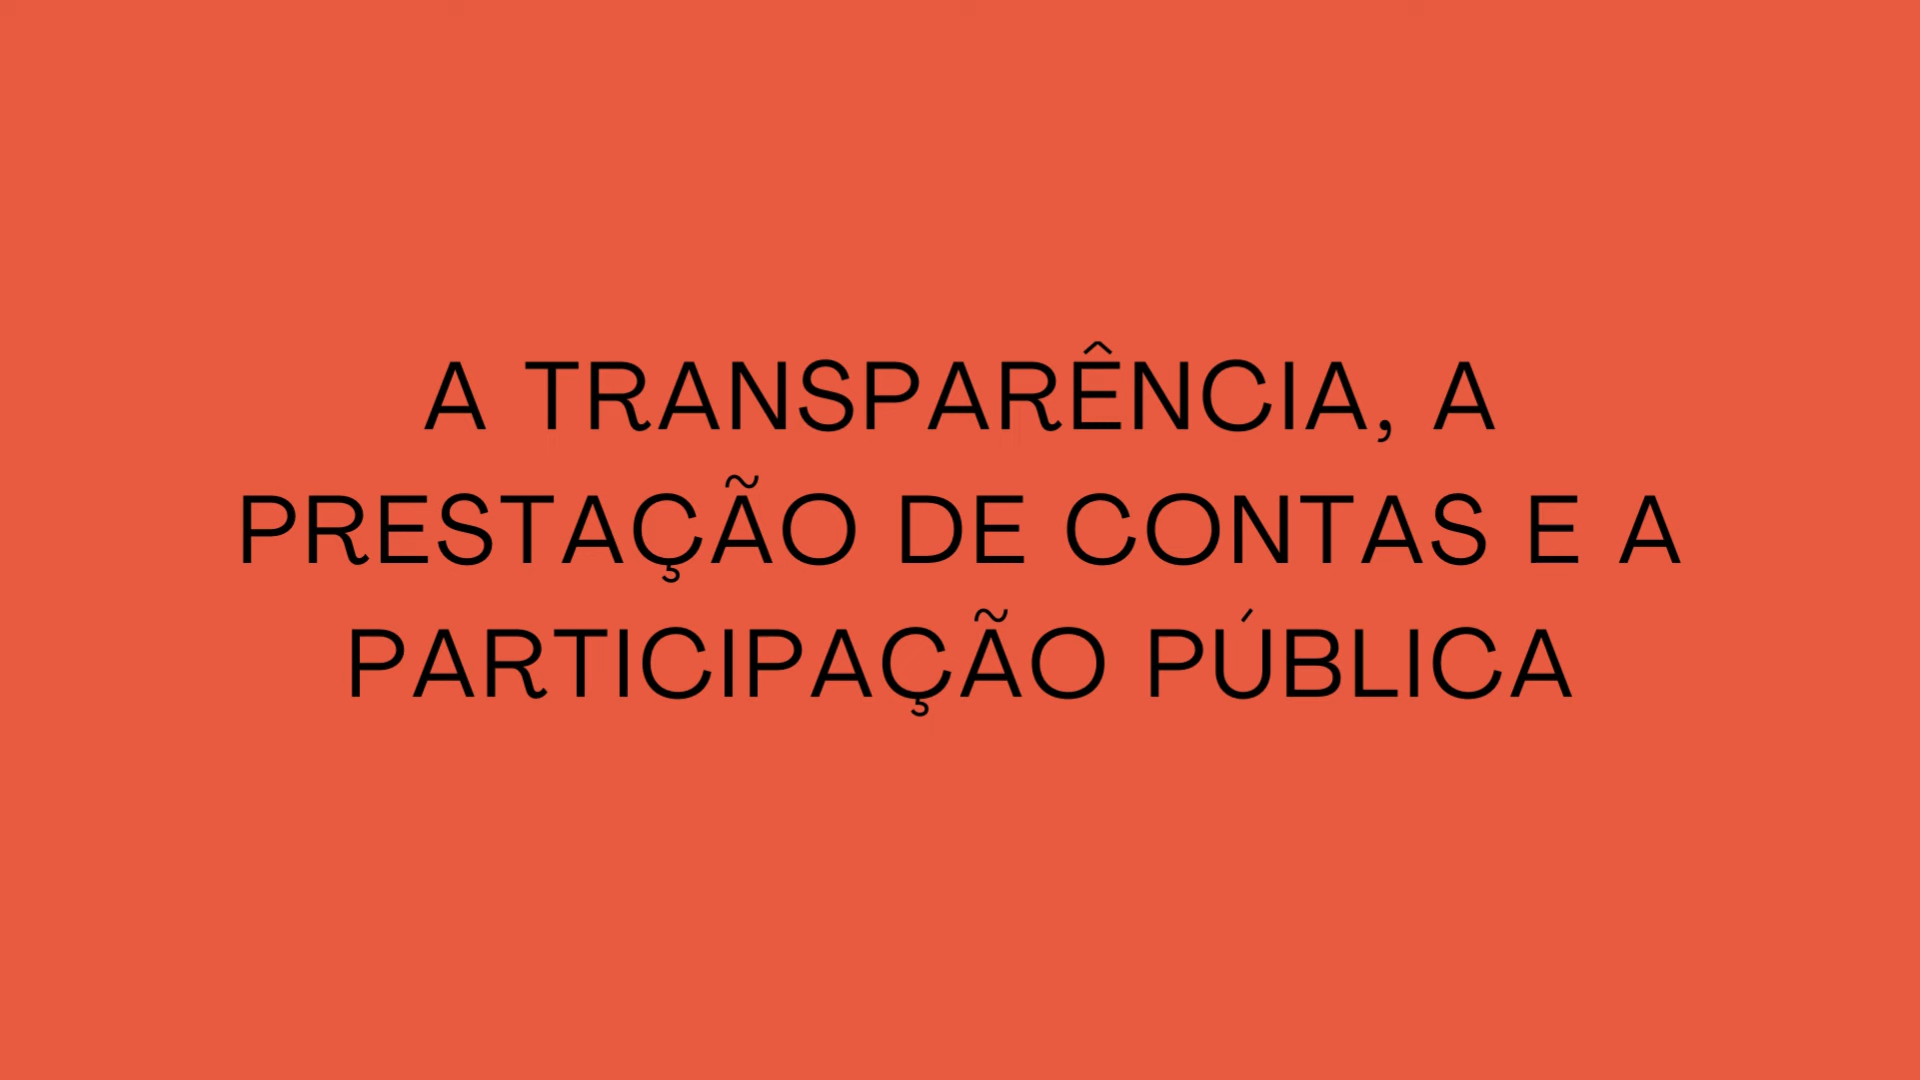 A TRANSPARÊNCIA, A
PRESTAÇÃO DE CONTAS E A
PARTICIPAÇÃO PÚBLICA